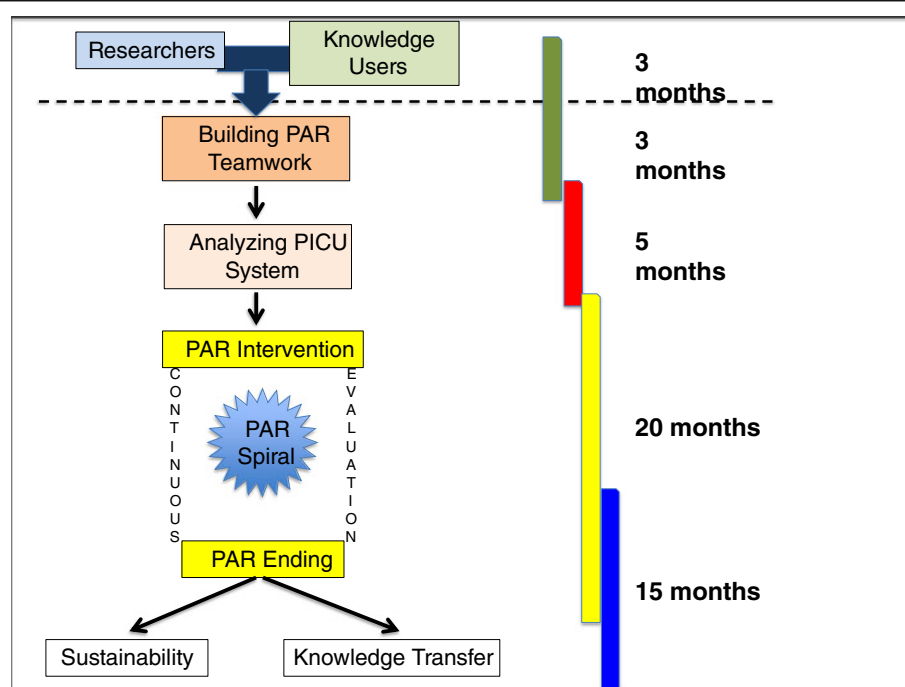 Researchers
Knowledge
Users
3
months
Building PAR
Teamwork
3
months
Analyzing PICU
System
5
months
PAR Intervention
CONTINUOUS
EVALUATION
PAR
Spiral
20 months
PAR Ending
15 months
Sustainability
Knowledge Transfer